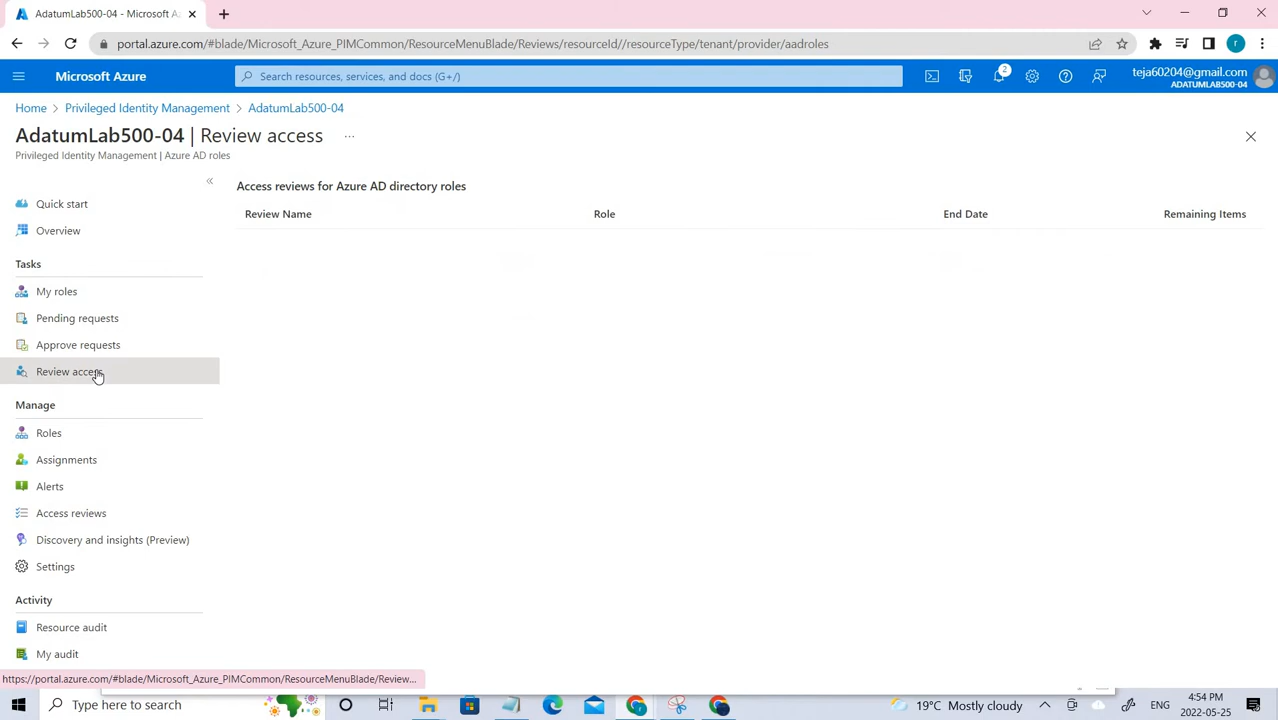 AdatumLab500-04 - Microsoft Az
portal.azure.com/#blade/Microsoft_Azure_PIMCommon/ResourceMenuBlade/Reviews/resourceId//resourceType/tenant/provider/aadroles
Microsoft Azure
Search resources, services, and docs (G+/)
2
teja60204@gmail.com
ADATUMLAB500-04
r
Home > Privileged Identity Management > AdatumLab500-04
AdatumLab500-04 | Review access ...
Privileged Identity Management | Azure AD roles
«
Access reviews for Azure AD directory roles
Review Name Role End Date Remaining Items
Quick start
Overview
Tasks
My roles
Pending requests
Approve requests
Review access
Manage
Roles
Assignments
Alerts
Access reviews
Discovery and insights (Preview)
Settings
Activity
Resource audit
My audit
https://portal.azure.com/#blade/Microsoft_Azure_PIMCommon/ResourceMenuBlade/Review...
Type here to search
19°C Mostly cloudy
ENG
4:54 PM
2022-05-25